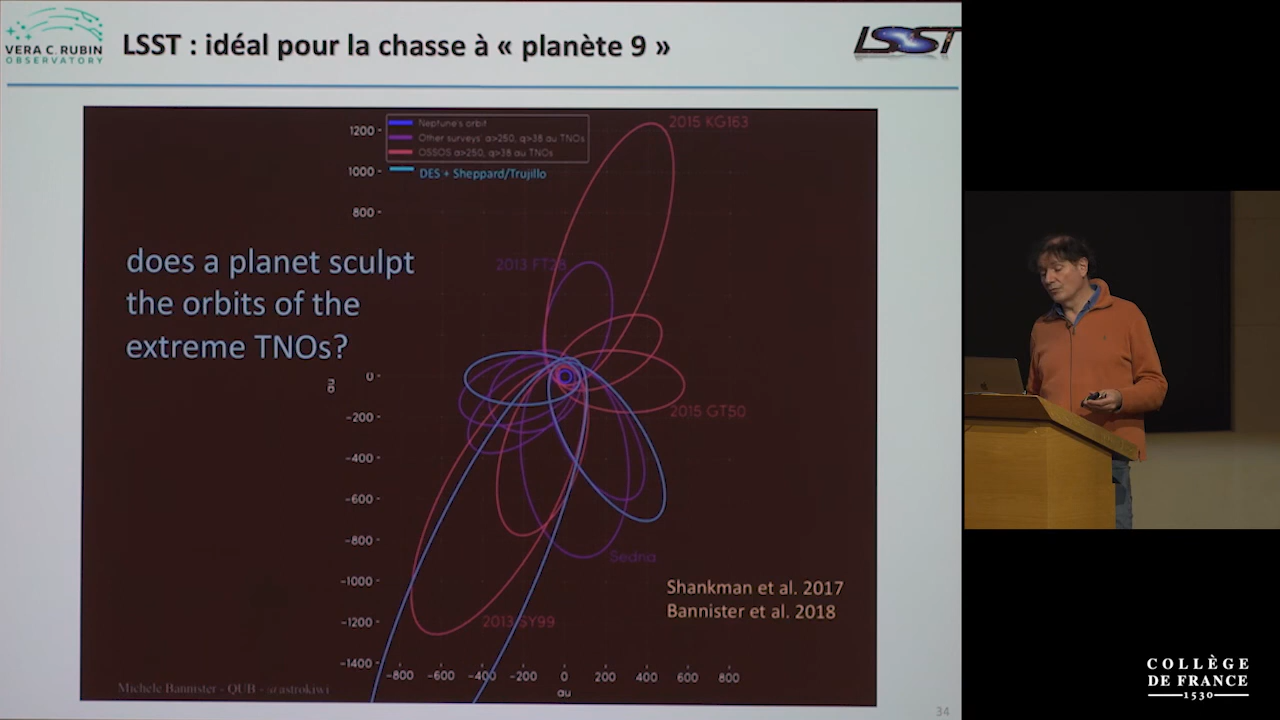 VERA C. RUBIN
OBSERVATORY
LSST : idéal pour la chasse à « planète 9 »
LSST
1200
1000
800
0
-200
-400
-600
-800
-1000
-1200
-1400
au
Neptune's orbit
Other surveys' a>250, q>38 au TNOs
OSSOS a>250, q>38 au TNOs
DES + Sheppard/Trujillo
2015 KG163
does a planet sculpt
the orbits of the
extreme TNOs?
2013 FT28
2015 GT50
Sedna
2013 SY99
Shankman et al. 2017
Bannister et al. 2018
-800 -600 -400 -200 0 200 400 600 800
au
Michele Bannister - QUB - @astrokiwi
34
COLLÈGE
DE FRANCE
1530